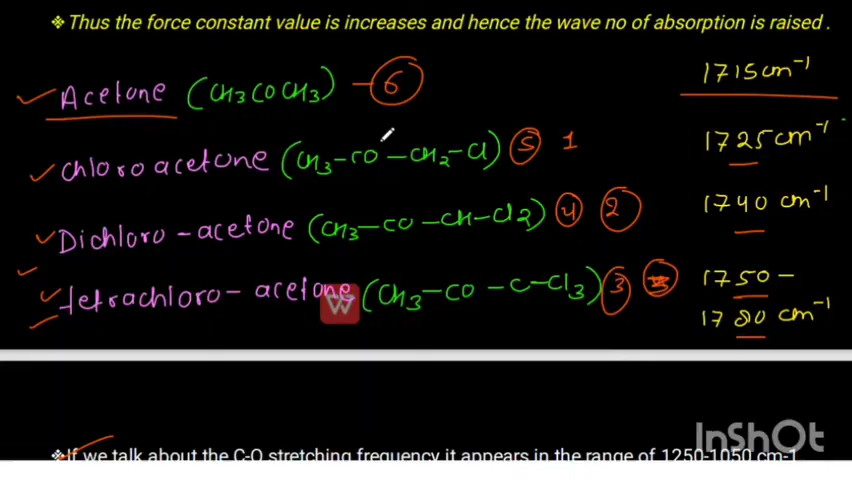 ❖Thus the force constant value is increases and hence the wave no of absorption is raised .
Acetone (CH3COCH3) – 6 1715cm-1
Chloroacetone (CH3-CO-CH2-Cl) 5 1 1725cm-1
Dichloro-acetone (CH3-CO-CH-Cl2) 4 2 1740 cm-1
Tetrachloro-acetone (CH3-CO-C-Cl3) 3 1750-
1780 cm-1
W
InShOt
❖If we talk about the C-O stretching frequency it appears in the range of 1250-1050 cm-1